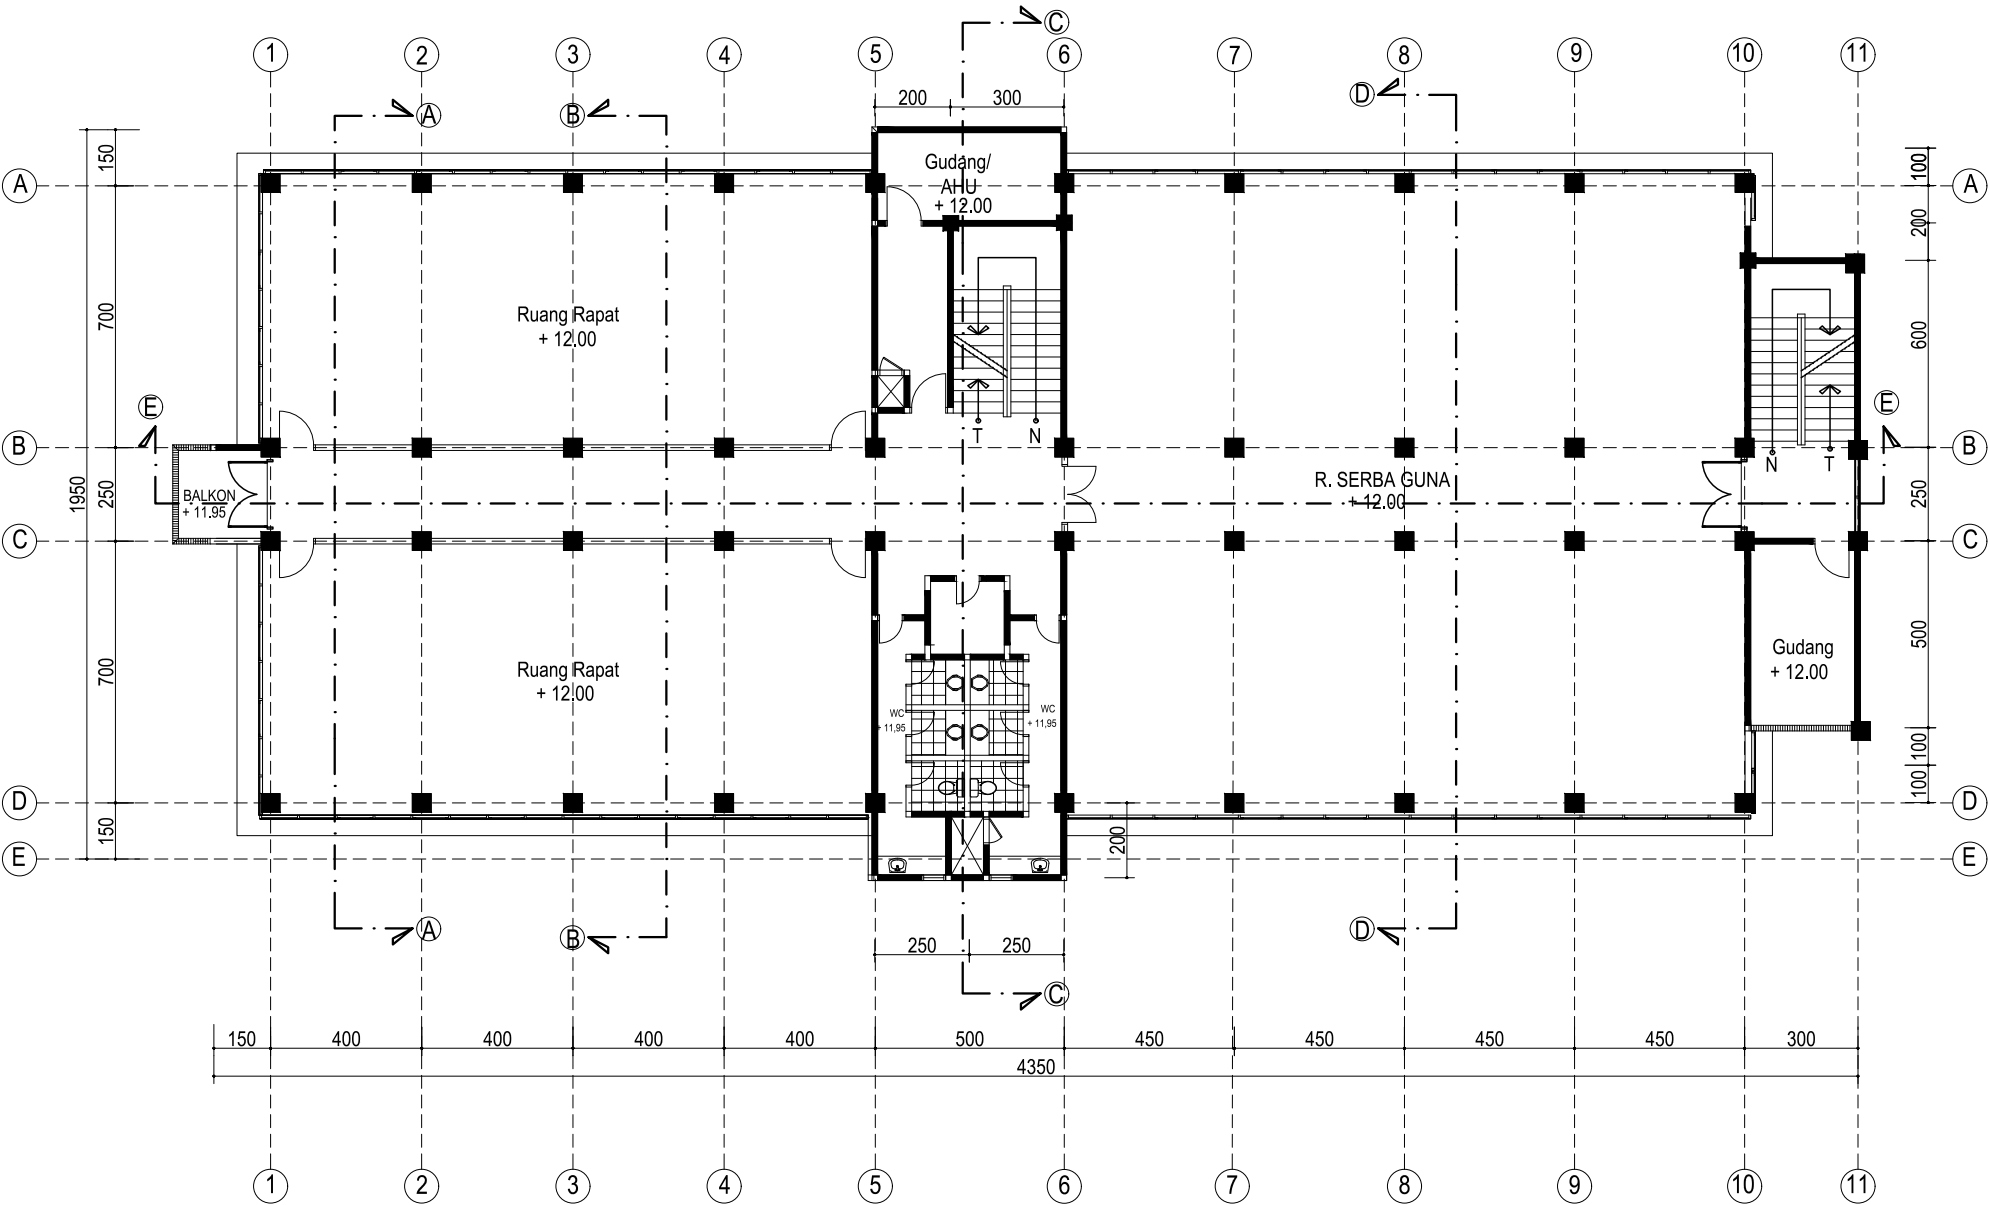 C
1 2 3 4 5 6 7 8 9 10 11
D
A B
200 300
150 100
Gudang/
AHU
+ 12.00
A A
200
700 600
Ruang Rapat
+ 12.00
E E
T N
B B
N T
1950 250 250
BALKON
+ 11.95
R. SERBA GUNA
+ 12.00
C C
700 500
Ruang Rapat
+ 12.00
Gudang
+ 12.00
WC
+ 11,95
WC
+ 11,95
100
100
D D
150 200
E E
A B D
250 250
C
150 400 400 400 400 500 450 450 450 450 300
4350
1 2 3 4 5 6 7 8 9 10 11